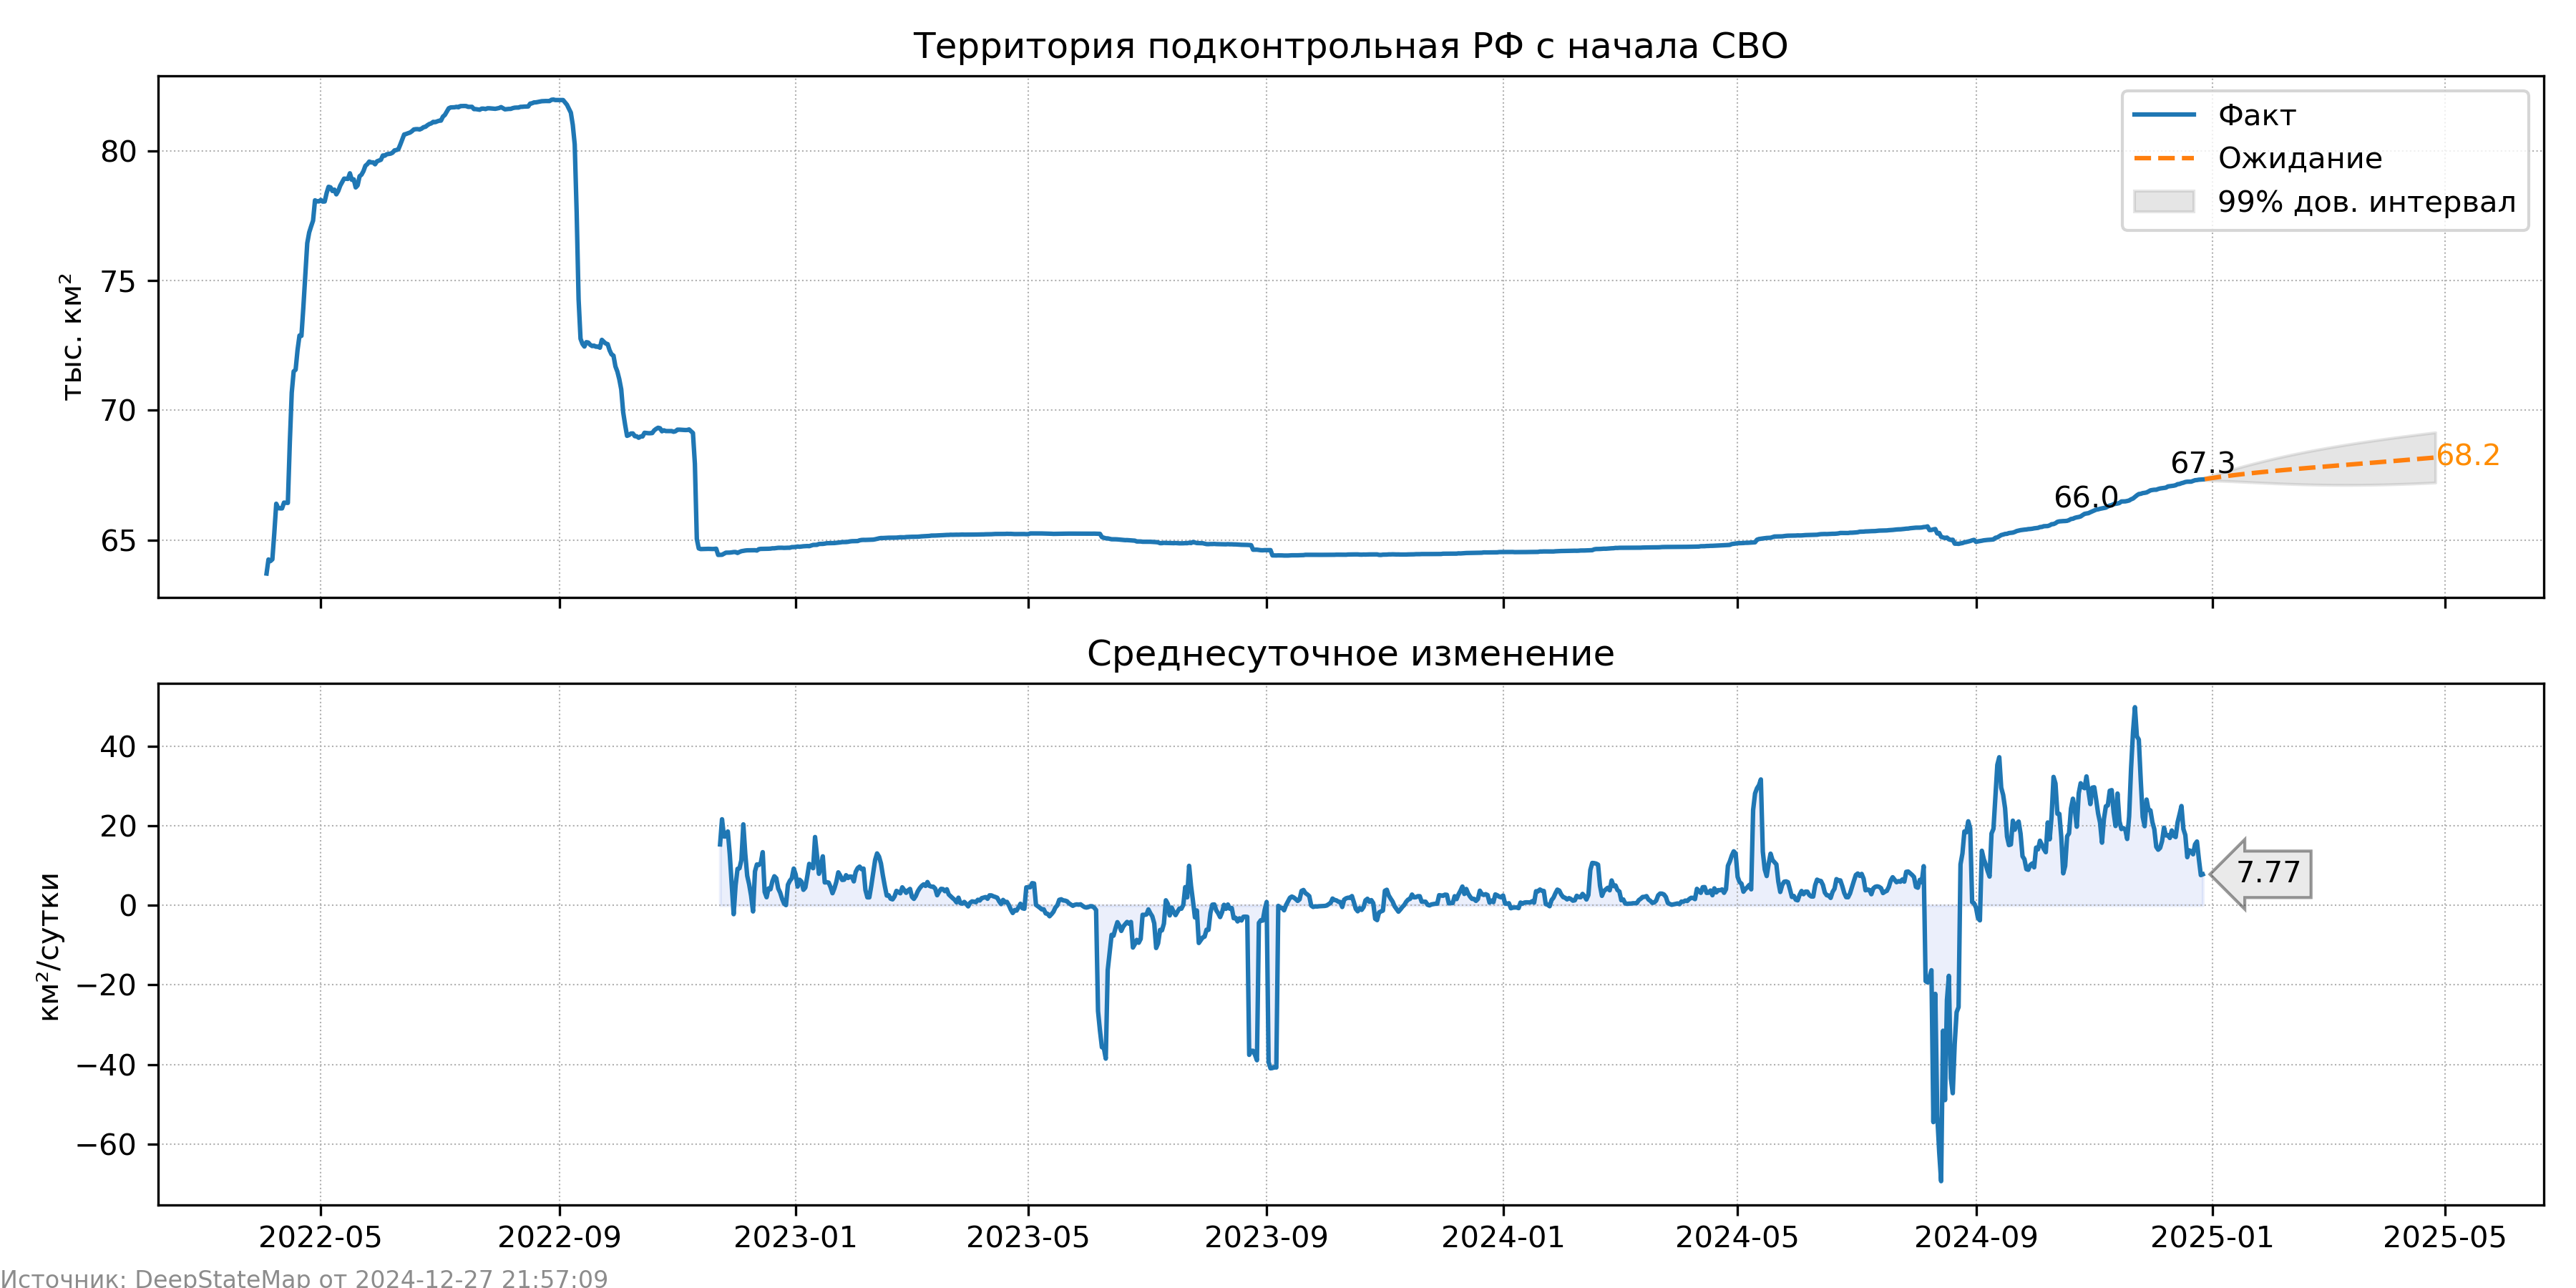 Территория подконтрольная РФ с начала СВО
тыс. км²
80
75
70
65
Факт
Ожидание
99% дов. интервал
67.3
66.0
68.2
Среднесуточное изменение
км²/сутки
40
20
0
−20
−40
−60
7.77
2022-05 2022-09 2023-01 2023-05 2023-09 2024-01 2024-05 2024-09 2025-01 2025-05
Источник: DeepStateMap от 2024-12-27 21:57:09